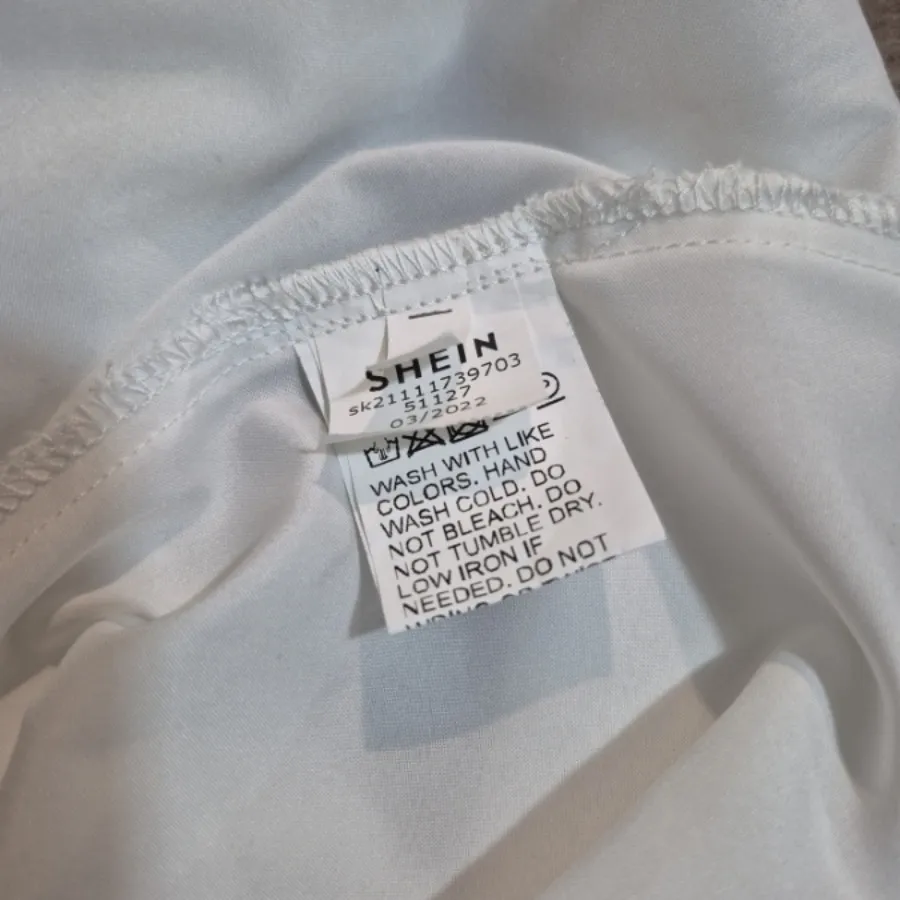 SHEIN
sk21111739703
51127
03/2022
WASH WITH LIKE
COLORS. HAND
WASH COLD. DO
NOT BLEACH. DO
NOT TUMBLE DRY.
LOW IRON IF
NEEDED. DO NOT